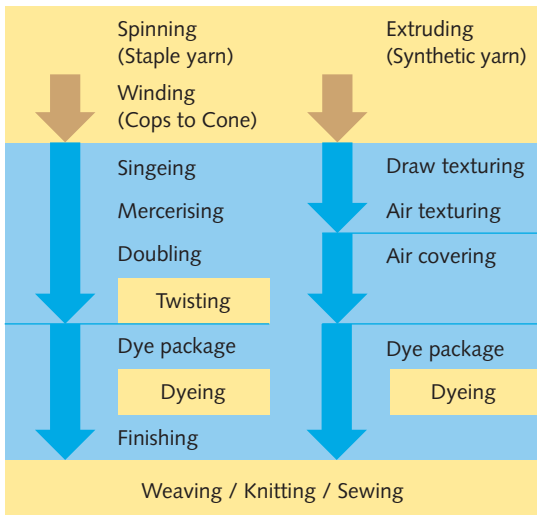 Spinning
(Staple yarn)
Winding
(Cops to Cone)
Singeing
Mercerising
Doubling
Twisting
Dye package
Dyeing
Finishing
Extruding
(Synthetic yarn)
Draw texturing
Air texturing
Air covering
Dye package
Dyeing
Weaving / Knitting / Sewing